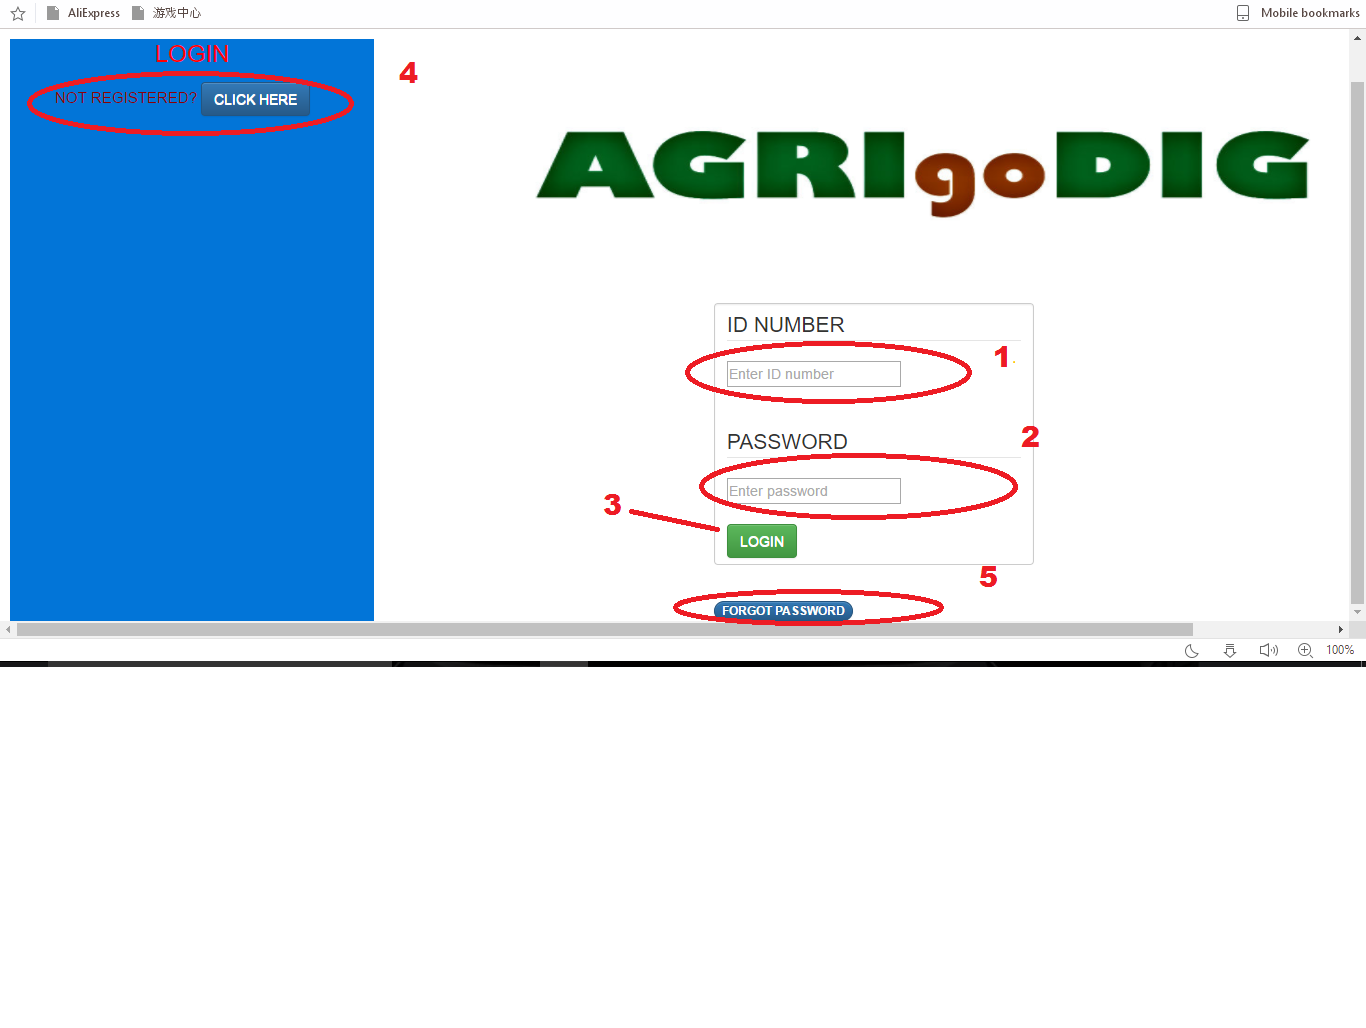 AliExpress 游戏中心 Mobile bookmarks
LOGIN
4
NOT REGISTERED? CLICK HERE
AGRIgoDIG
ID NUMBER
1
Enter ID number
PASSWORD
2
Enter password
3
LOGIN
5
FORGOT PASSWORD
100%